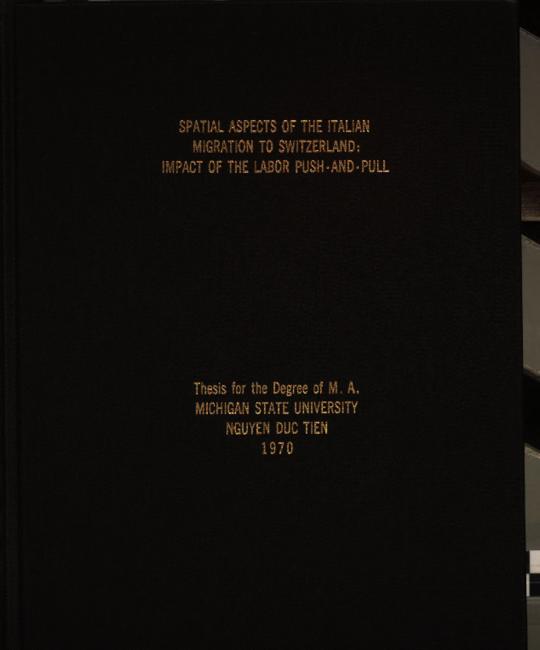 SPATIAL ASPECTS OF THE ITALIAN
MIGRATION TO SWITZERLAND:
IMPACT OF THE LABOR PUSH-AND-PULL
Thesis for the Degree of M. A.
MICHIGAN STATE UNIVERSITY
NGUYEN DUC TIEN
1970